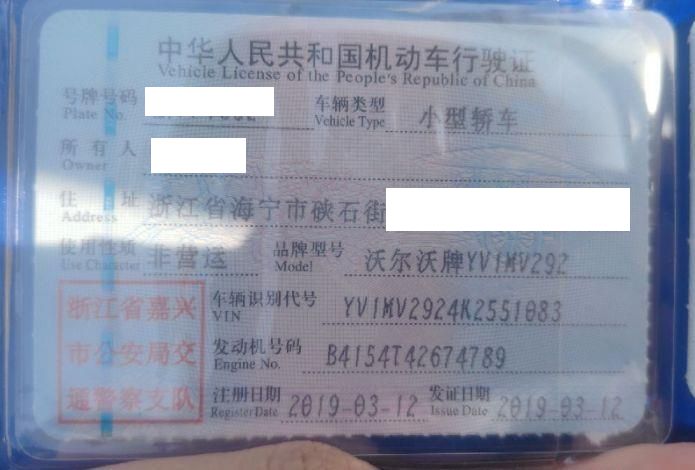 中华人民共和国机动车行驶证
Vehicle License of the People's Republic of China
号牌号码 车辆类型 小型轿车
Plate No. Vehicle Type
所有人
Owner
住址 浙江省海宁市硖石街
Address
使用性质 非营运 品牌型号 沃尔沃牌YV1MV292
Use Character Model
浙江省嘉兴 车辆识别代号 YV1MV2924K2551083
VIN
市公安局交 发动机号码 B4154T42674789
Engine No.
通警察支队 注册日期 2019-03-12 发证日期 2019-03-12
Register Date Issue Date